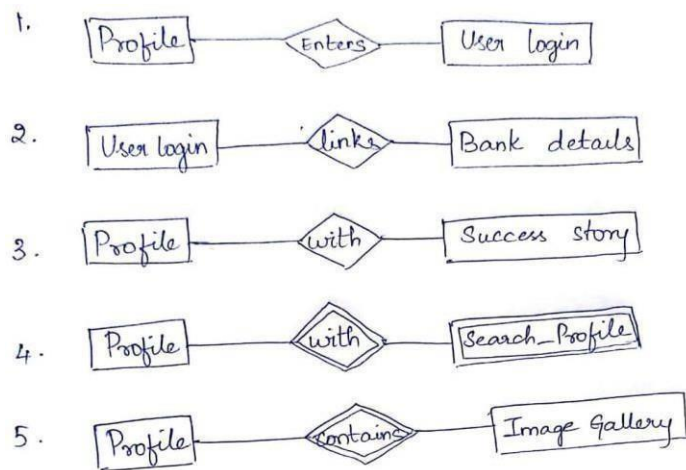 1. Profile Enters User login
2. User login links Bank details
3. Profile with Success story
4. Profile with Search_Profile
5. Profile contains Image Gallery